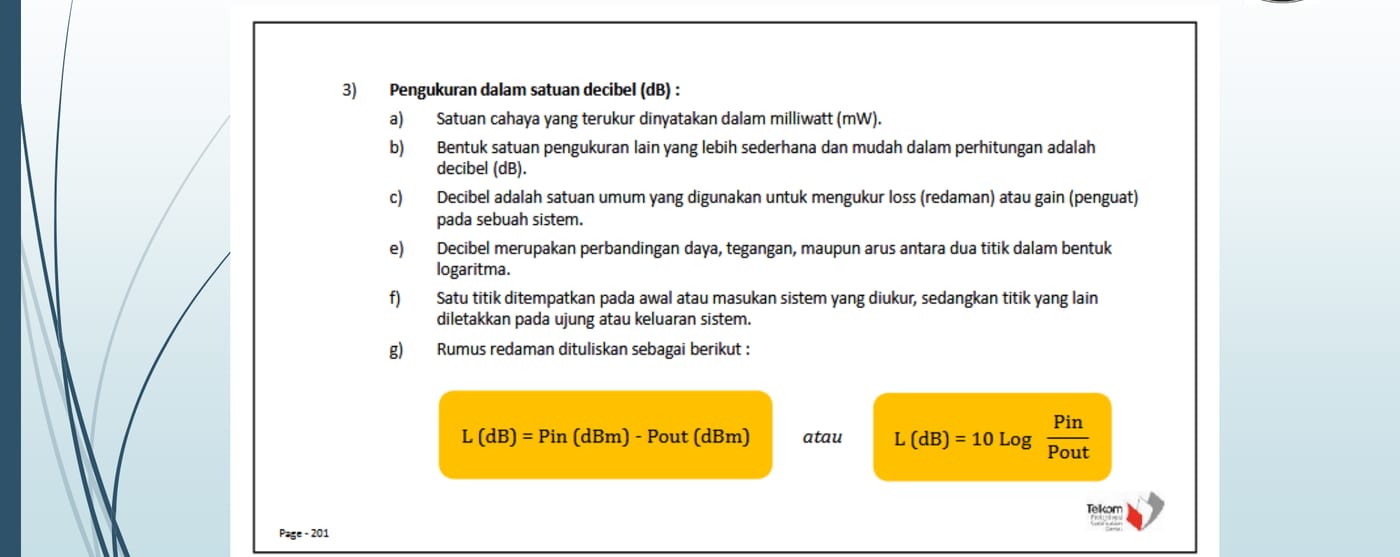 3) Pengukuran dalam satuan decibel (dB) :
a) Satuan cahaya yang terukur dinyatakan dalam milliwatt (mW).
b) Bentuk satuan pengukuran lain yang lebih sederhana dan mudah dalam perhitungan adalah
decibel (dB).
c) Decibel adalah satuan umum yang digunakan untuk mengukur loss (redaman) atau gain (penguat)
pada sebuah sistem.
e) Decibel merupakan perbandingan daya, tegangan, maupun arus antara dua titik dalam bentuk
logaritma.
f) Satu titik ditempatkan pada awal atau masukan sistem yang diukur, sedangkan titik yang lain
diletakkan pada ujung atau keluaran sistem.
g) Rumus redaman dituliskan sebagai berikut :
L (dB) = Pin (dBm) - Pout (dBm)
atau
L (dB) = 10 Log Pin
Pout
Telkom
Page - 201